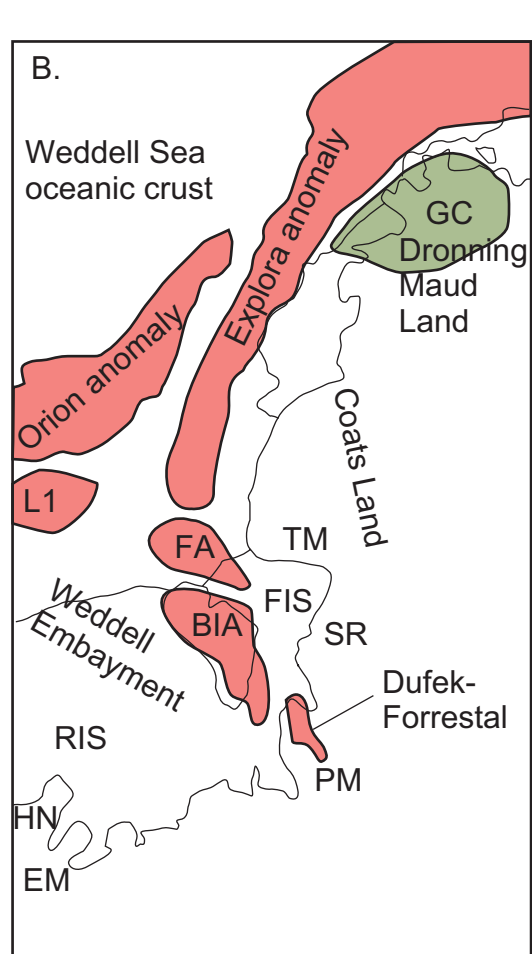 B.
Weddell Sea
oceanic crust
Explora anomaly
GC
Dronning
Maud
Land
Orion anomaly
Coats Land
L1
FA
TM
FIS
Weddell
Embayment
BIA
SR
Dufek-
Forrestal
RIS
PM
HN
EM